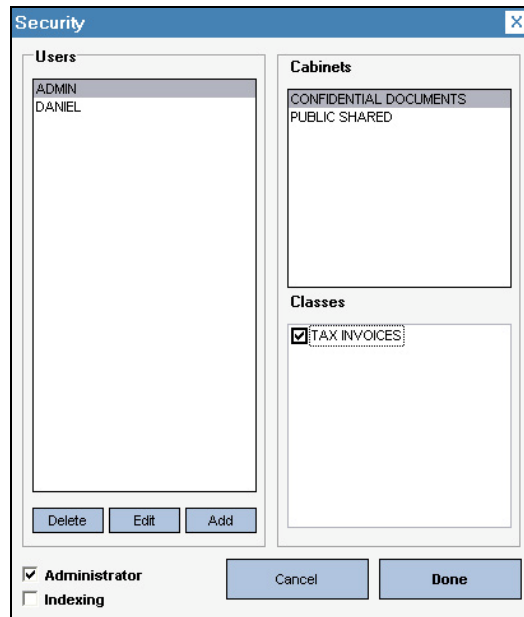 Security
Users
ADMIN
DANIEL
Delete
Edit
Add
Cabinets
CONFIDENTIAL DOCUMENTS
PUBLIC SHARED
Classes
TAX INVOICES
Administrator
Indexing
Cancel
Done